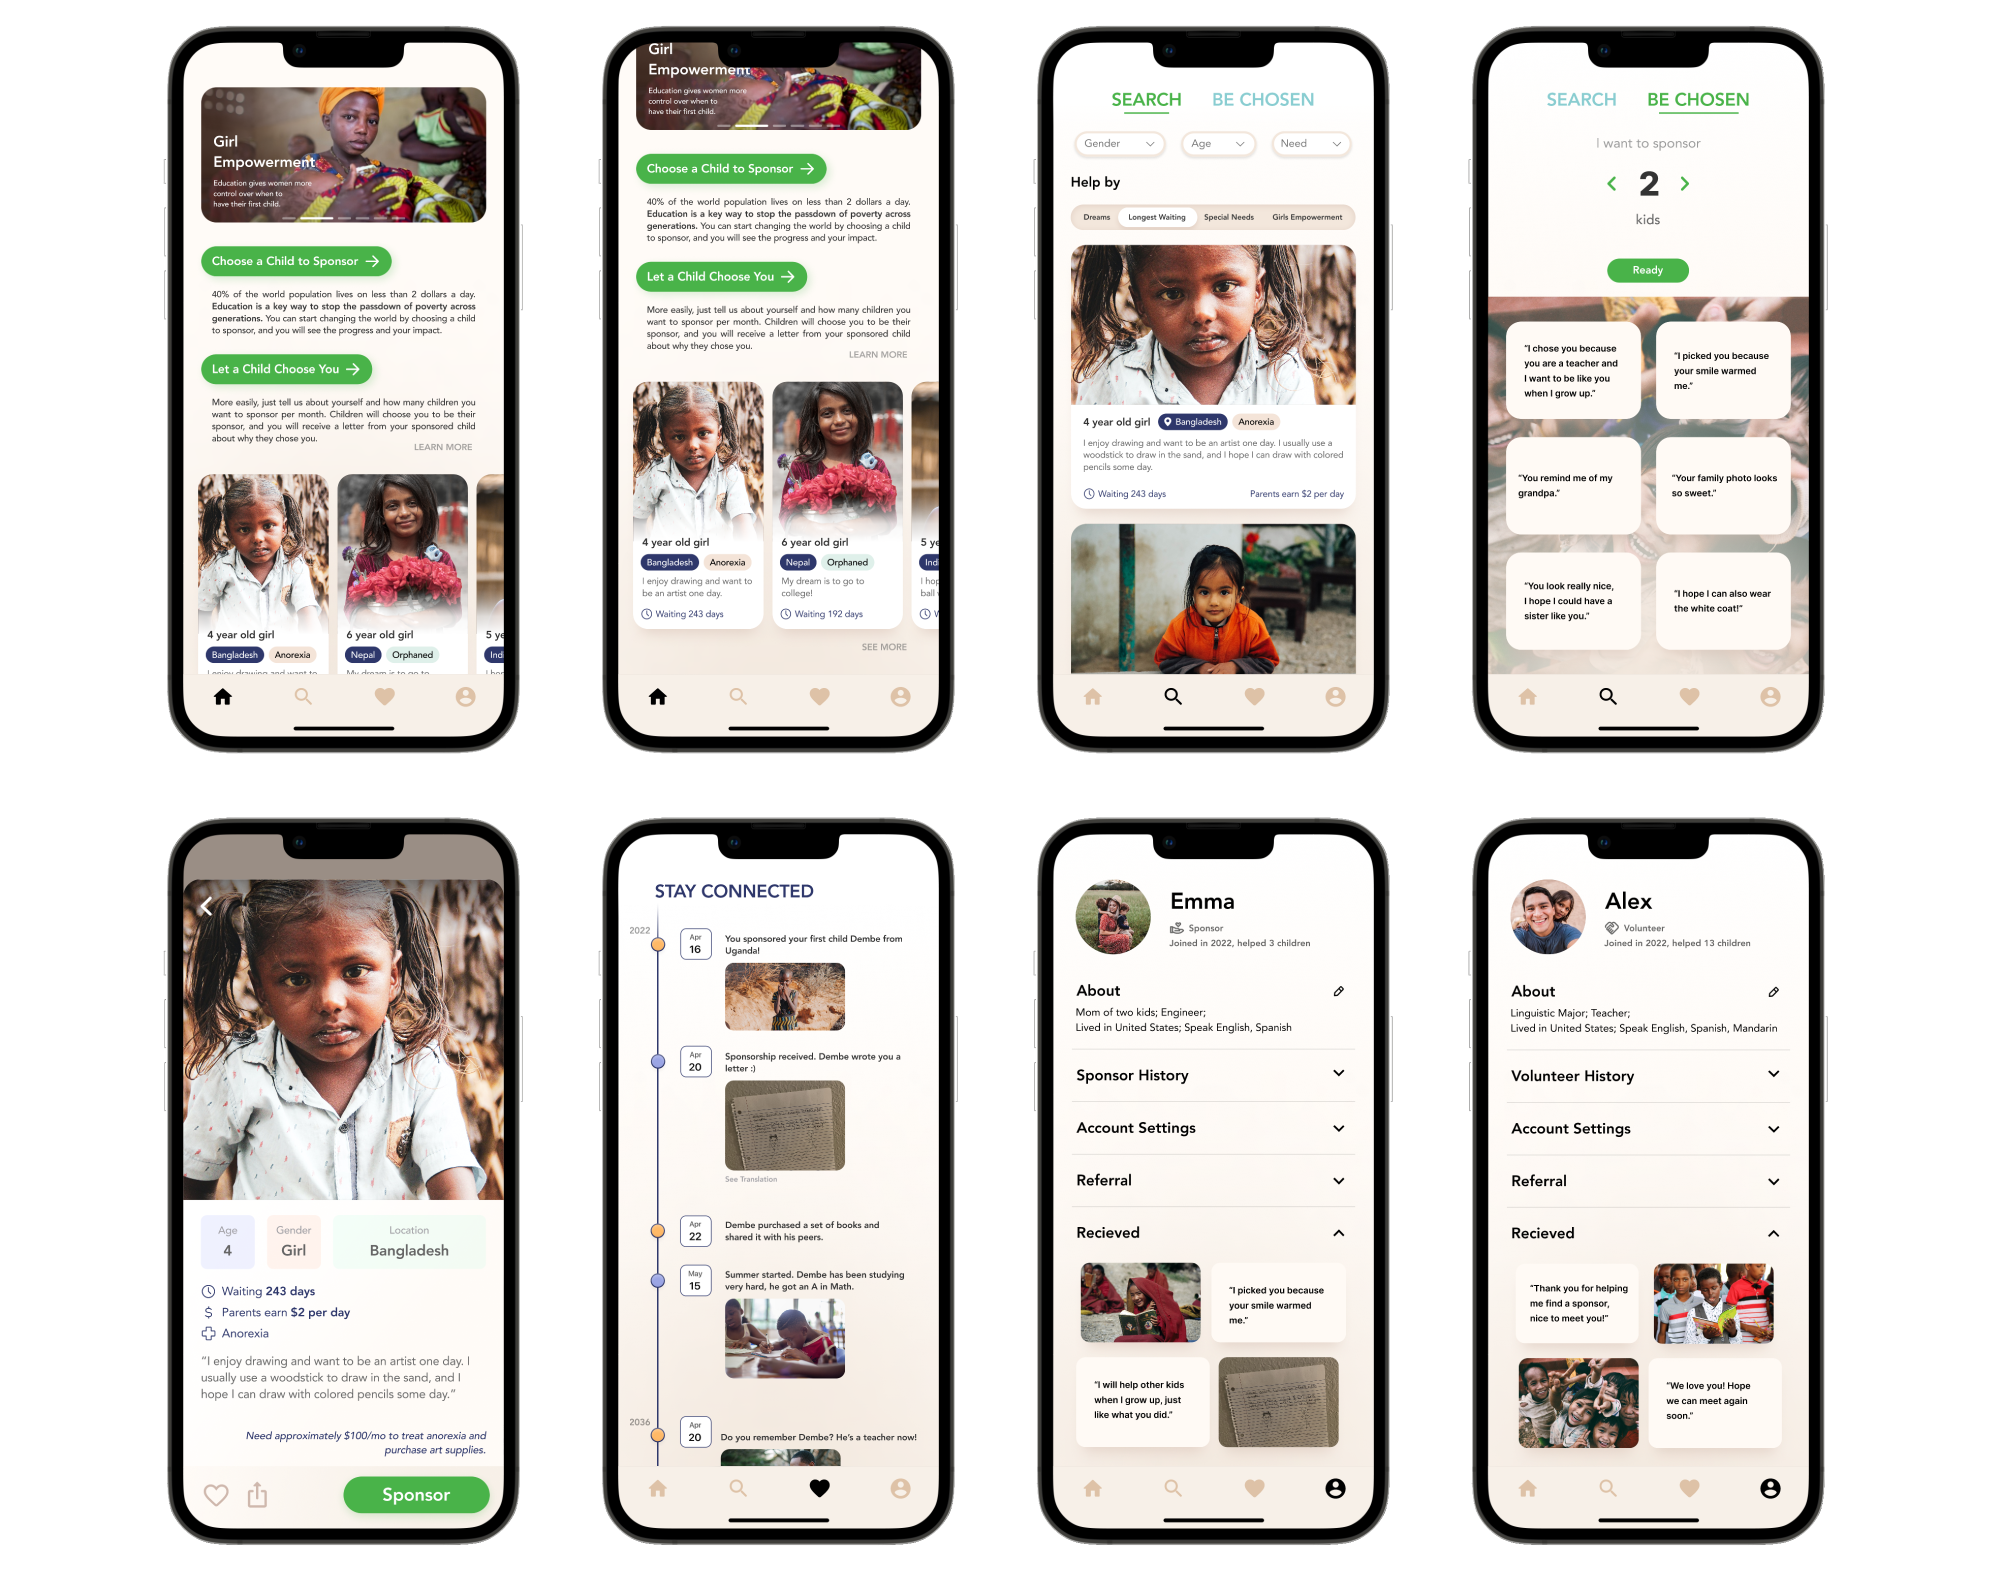 Girl
Empowerment
Education gives women more
control over when to
have their first child.
Choose a Child to Sponsor
40% of the world population lives on less than 2 dollars a day.
Education is a key way to stop the passdown of poverty across
generations. You can start changing the world by choosing a child
to sponsor, and you will see the progress and your impact.
Let a Child Choose You
More easily, just tell us about yourself and how many children you
want to sponsor per month. Children will choose you to be their
sponsor, and you will receive a letter from your sponsored child
about why they chose you.
LEARN MORE
4 year old girl
Bangladesh Anorexia
I enjoy drawing and want to
6 year old girl
Nepal Orphaned
My dream is to go to
5 ye
Indi
I hop
Girl
Empowerment
Education gives women more
control over when to
have their first child.
Choose a Child to Sponsor
40% of the world population lives on less than 2 dollars a day.
Education is a key way to stop the passdown of poverty across
generations. You can start changing the world by choosing a child
to sponsor, and you will see the progress and your impact.
Let a Child Choose You
More easily, just tell us about yourself and how many children you
want to sponsor per month. Children will choose you to be their
sponsor, and you will receive a letter from your sponsored child
about why they chose you.
LEARN MORE
4 year old girl
Bangladesh Anorexia
I enjoy drawing and want to
be an artist one day.
Waiting 243 days
6 year old girl
Nepal Orphaned
My dream is to go to
college!
Waiting 192 days
5 ye
Indi
I hop
ball
SEE MORE
SEARCH BE CHOSEN
Gender Age Need
Help by
Dreams Longest Waiting Special Needs Girls Empowerment
4 year old girl Bangladesh Anorexia
I enjoy drawing and want to be an artist one day. I usually use a
woodstick to draw in the sand, and I hope I can draw with colored
pencils some day.
Waiting 243 days Parents earn $2 per day
SEARCH BE CHOSEN
I want to sponsor
2
kids
Ready
"I chose you because
you are a teacher and
I want to be like you
when I grow up."
"I picked you because
your smile warmed
me."
"You remind me of my
grandpa."
"Your family photo looks
so sweet."
"You look really nice,
I hope I could have a
sister like you."
"I hope I can also wear
the white coat!"
Age
4
Gender
Girl
Location
Bangladesh
Waiting 243 days
Parents earn $2 per day
Anorexia
"I enjoy drawing and want to be an artist one day. I
usually use a woodstick to draw in the sand, and I
hope I can draw with colored pencils some day."
Need approximately $100/mo to treat anorexia and
purchase art supplies.
Sponsor
STAY CONNECTED
2022
Apr
16
You sponsored your first child Dembe from
Uganda!
Apr
20
Sponsorship received. Dembe wrote you a
letter :)
See Translation
Apr
22
Dembe purchased a set of books and
shared it with his peers.
May
15
Summer started. Dembe has been studying
very hard, he got an A in Math.
2036
Apr
20
Do you remember Dembe? He's a teacher now!
Emma
Sponsor
Joined in 2022, helped 3 children
About
Mom of two kids; Engineer;
Lived in United States; Speak English, Spanish
Sponsor History
Account Settings
Referral
Recieved
"I picked you because
your smile warmed
me."
"I will help other kids
when I grow up, just
like what you did."
Alex
Volunteer
Joined in 2022, helped 13 children
About
Linguistic Major; Teacher;
Lived in United States; Speak English, Spanish, Mandarin
Volunteer History
Account Settings
Referral
Recieved
"Thank you for helping
me find a sponsor,
nice to meet you!"
"We love you! Hope
we can meet again
soon."